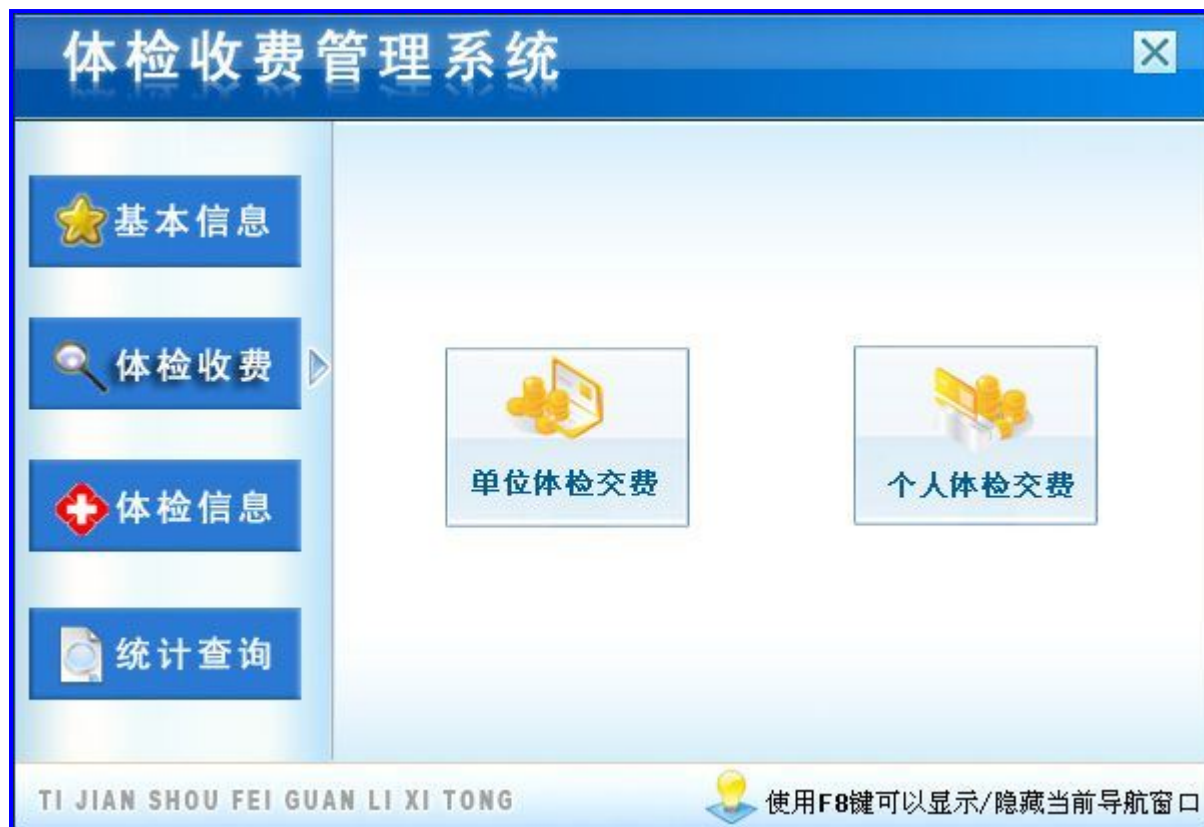 体检收费管理系统
基本信息
体检收费
体检信息
统计查询
单位体检交费
个人体检交费
TI JIAN SHOU FEI GUAN LI XI TONG
使用F8键可以显示/隐藏当前导航窗口